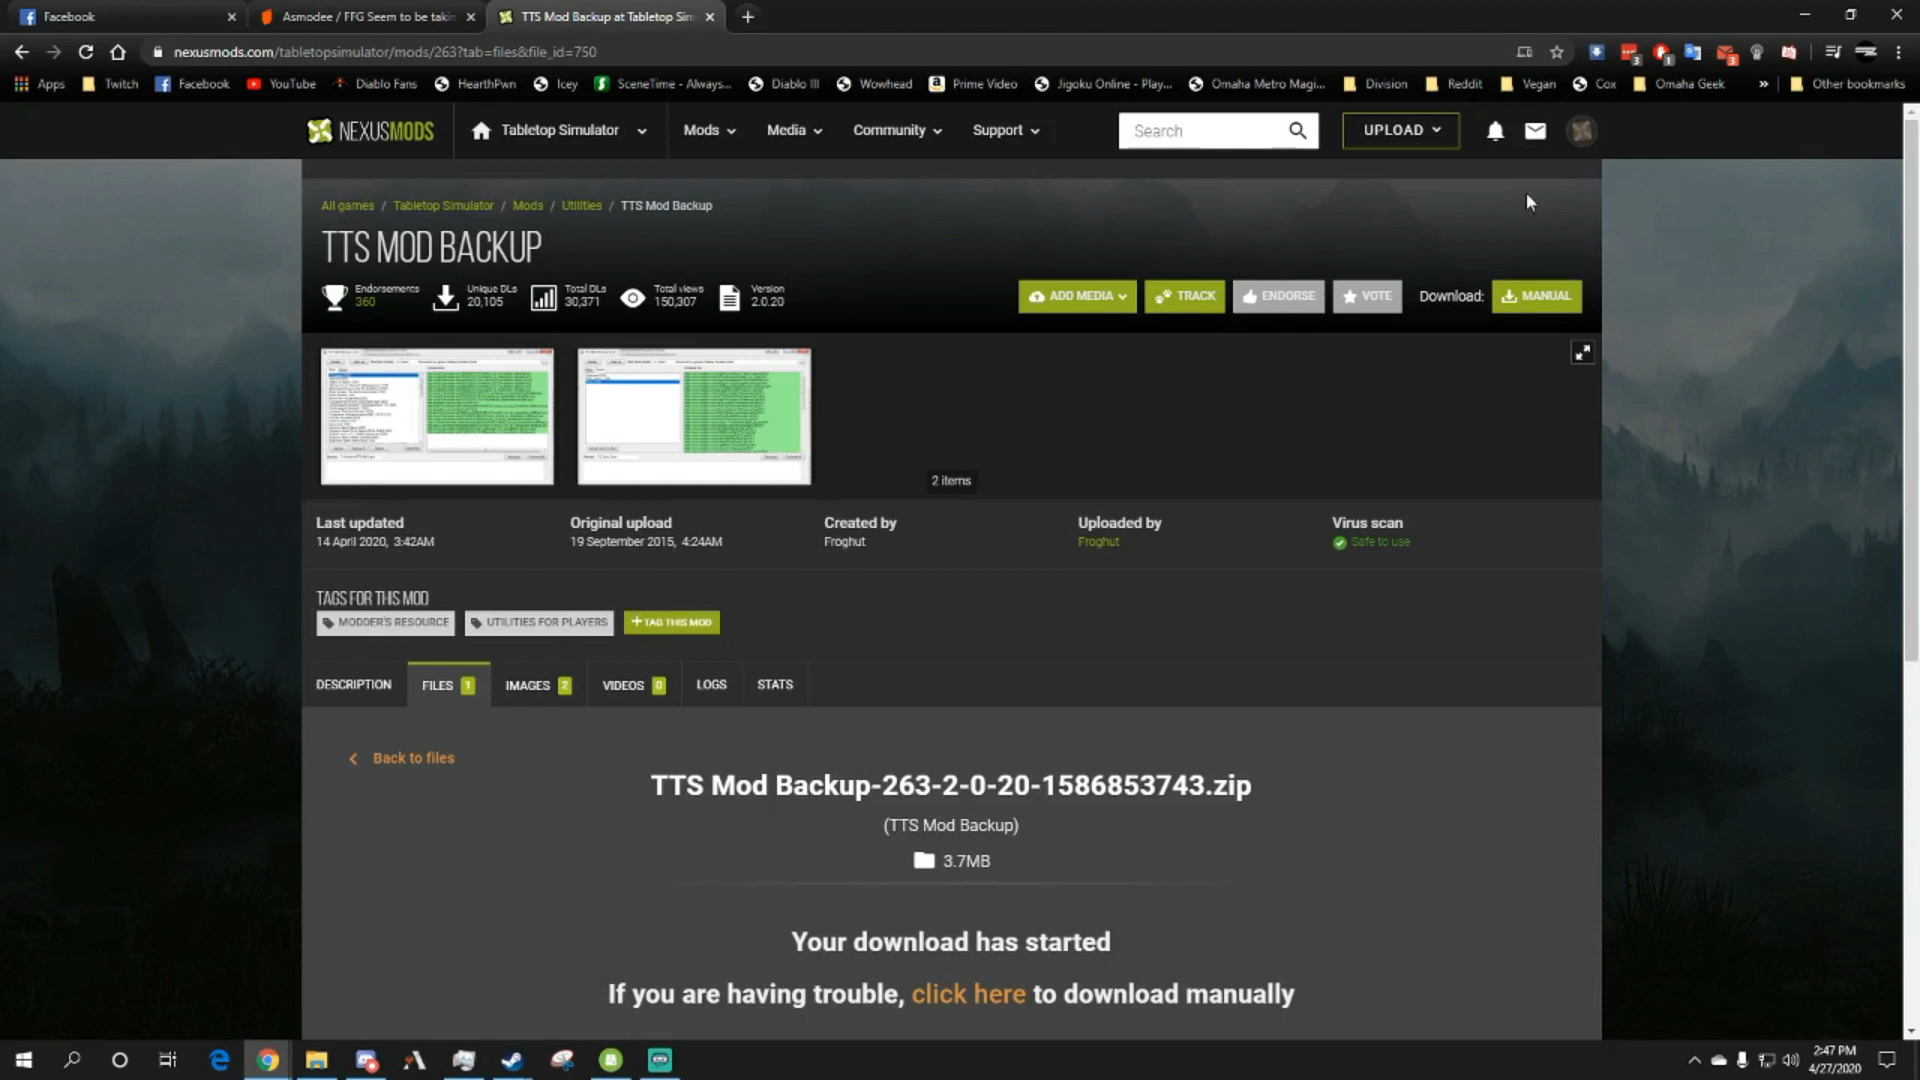 Facebook
Asmodee / FFG Seem to be takin
TTS Mod Backup at Tabletop Sim
nexusmods.com/tabletopsimulator/mods/263?tab=files&file_id=750
3
1
3
Apps
Twitch
Facebook
YouTube
Diablo Fans
HearthPwn
Icey
SceneTime - Always...
Diablo III
Wowhead
Prime Video
Jigoku Online - Play...
Omaha Metro Magi...
Division
Reddit
Vegan
Cox
Omaha Geek
»
Other bookmarks
NEXUSMODS
Tabletop Simulator
Mods
Media
Community
Support
Search
UPLOAD
All games / Tabletop Simulator / Mods / Utilities / TTS Mod Backup
TTS MOD BACKUP
Endorsements
360
Unique DLs
20,105
Total DLs
30,371
Total views
150,307
Version
2.0.20
ADD MEDIA
TRACK
ENDORSE
VOTE
Download:
MANUAL
2 items
Last updated
14 April 2020, 3:42AM
Original upload
19 September 2015, 4:24AM
Created by
Froghut
Uploaded by
Froghut
Virus scan
Safe to use
TAGS FOR THIS MOD
MODDER'S RESOURCE
UTILITIES FOR PLAYERS
+ TAG THIS MOD
DESCRIPTION
FILES 1
IMAGES 2
VIDEOS 0
LOGS
STATS
Back to files
TTS Mod Backup-263-2-0-20-1586853743.zip
(TTS Mod Backup)
3.7MB
Your download has started
If you are having trouble, click here to download manually
2:47 PM
4/27/2020